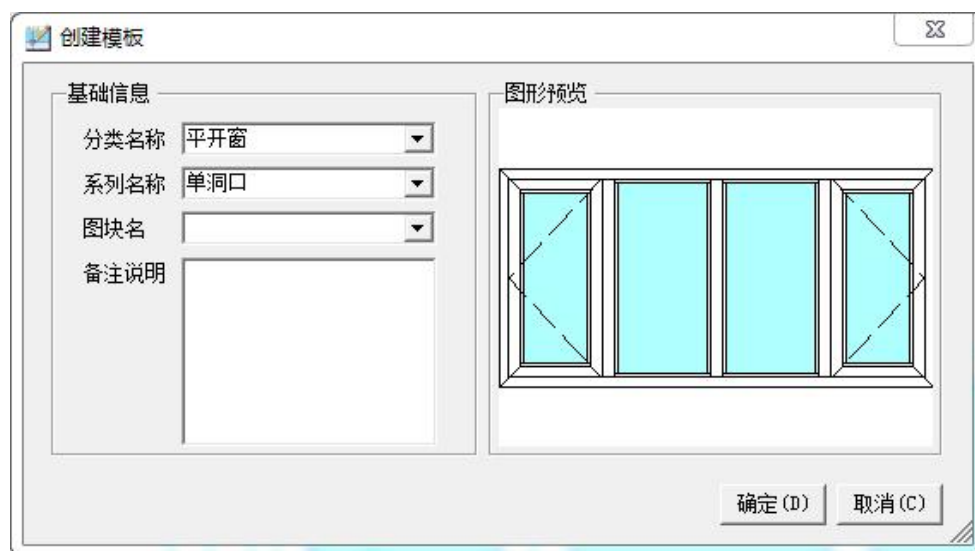 创建模板
基础信息
分类名称 平开窗
系列名称 单洞口
图块名
备注说明
图形预览
确定(D) 取消(C)